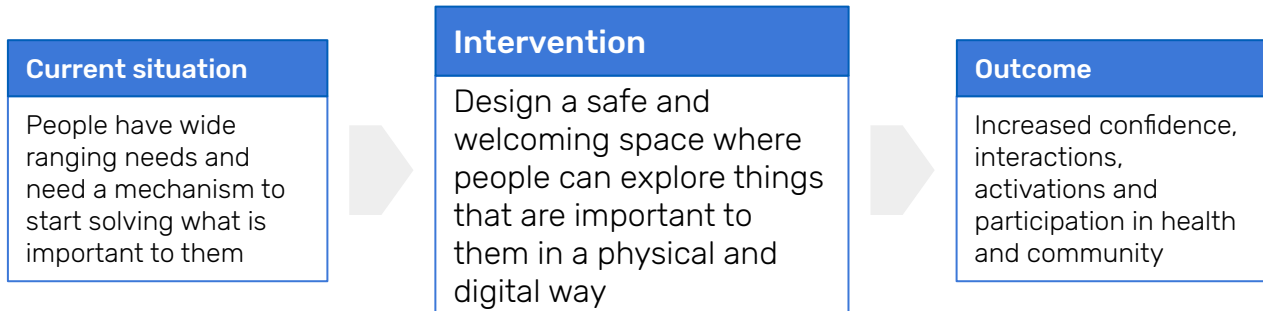 Current situation
People have wide
ranging needs and
need a mechanism to
start solving what is
important to them
Intervention
Design a safe and
welcoming space where
people can explore things
that are important to
them in a physical and
digital way
Outcome
Increased confidence,
interactions,
activations and
participation in health
and community